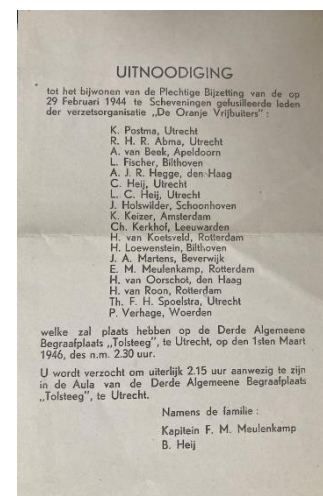 UITNOODIGING
tot het bijwonen van de Plechtige Bijzetting van de op
29 Februari 1944 te Scheveningen gefusilleerde leden
der verzetsorganisatie „De Oranje Vrijbuiters" :
K. Postma, Utrecht
R. H. R. Abma, Utrecht
A. van Beek, Apeldoorn
L. Fischer, Bilthoven
A. J. R. Hegge, den Haag
C. Heij, Utrecht
L. C. Heij, Utrecht
J. Holswilder, Schoonhoven
K. Keizer, Amsterdam
Ch. Kerkhof, Leeuwarden
H. van Koetsveld, Rotterdam
H. Loewenstein, Bilthoven
J. A. Martens, Beverwijk
E. M. Meulenkamp, Rotterdam
H. van Oorschot, den Haag
H. van Roon, Rotterdam
Th. F. H. Spoelstra, Utrecht
P. Verhage, Woerden
welke zal plaats hebben op de Derde Algemeene
Begraafplaats „Tolsteeg", te Utrecht, op den 1sten Maart
1946, des n.m. 2.30 uur.
U wordt verzocht om uiterlijk 2.15 uur aanwezig te zijn
in de Aula van de Derde Algemeene Begraafplaats
„Tolsteeg", te Utrecht.
Namens de familie :
Kapitein F. M. Meulenkamp
B. Heij